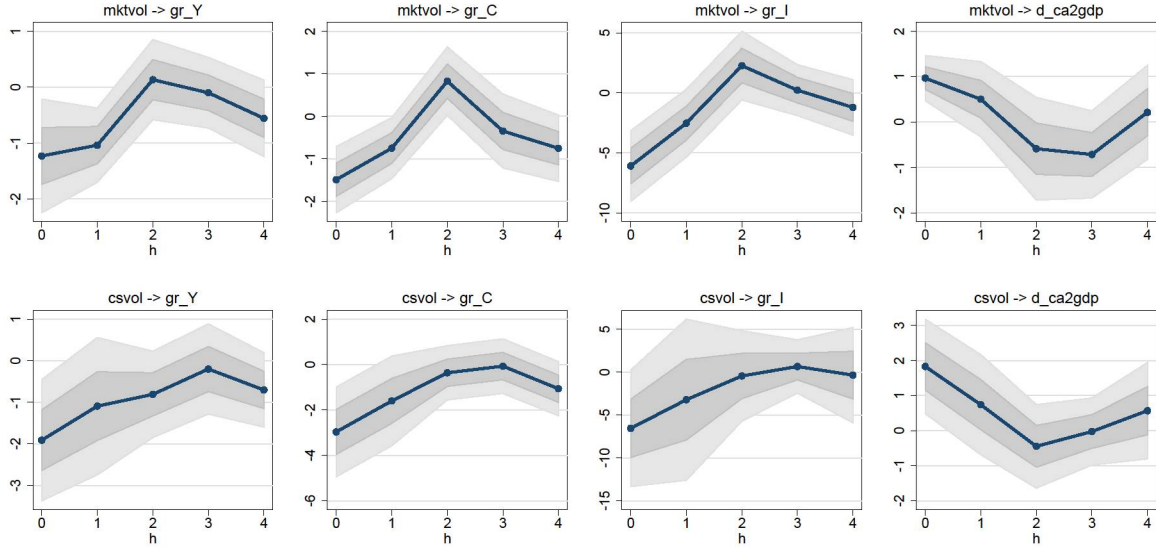 mktvol -> gr_Y
1
0
-1
-2
0 1 2 3 4
h
mktvol -> gr_C
2
1
0
-1
-2
0 1 2 3 4
h
mktvol -> gr_I
5
0
-5
-10
0 1 2 3 4
h
mktvol -> d_ca2gdp
2
1
0
-1
-2
0 1 2 3 4
h
csvol -> gr_Y
1
0
-1
-2
-3
0 1 2 3 4
h
csvol -> gr_C
2
0
-2
-4
-6
0 1 2 3 4
h
csvol -> gr_I
5
0
-5
-10
-15
0 1 2 3 4
h
csvol -> d_ca2gdp
3
2
1
0
-1
-2
0 1 2 3 4
h